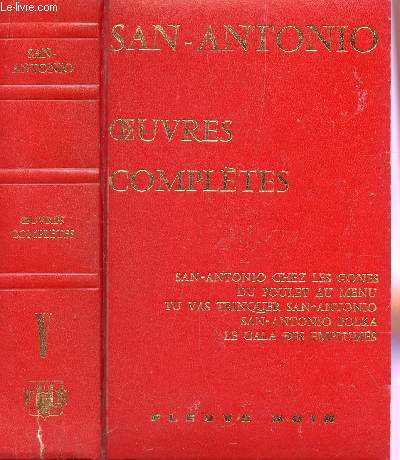 SAN-
ANTONIO
ŒUVRES
COMPLÈTES
SAN-ANTONIO
ŒUVRES
COMPLÈTES
SAN-ANTONIO CHEZ LES GONES
DU POULET AU MENU
TU VAS TRINQUER SAN-ANTONIO
SAN-ANTONIO POLKA
LE GALA DES EMPLUMÉS
FLEUVE NOIR
le-livre.com